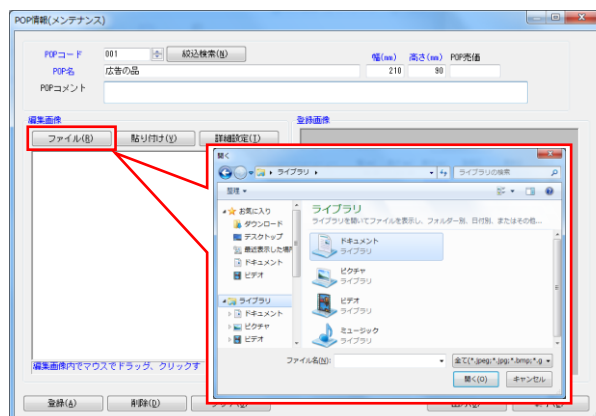 POP情報(メンテナンス)
POPコード 001 絞込検索(N) 幅(mm) 高さ(mm) POP売価
POP名 広告の品 210 90
POPコメント
編集画像 登録画像
ファイル(R) 貼り付け(Y) 詳細設定(I)
開く
ライブラリ ライブラリの検索
整理
お気に入り
ダウンロード
デスクトップ
最近表示した場所
ドキュメント
ビデオ
ライブラリ
ドキュメント
ピクチャ
ビデオ
ライブラリ
ライブラリを開いてファイルを表示し、フォルダー別、日付別、またはその他...
ドキュメント
ライブラリ
ピクチャ
ライブラリ
ビデオ
ライブラリ
ミュージック
ライブラリ
ファイル名(N): 全て(*.jpeg;*.jpg;*.bmp;*.g
開く(O) キャンセル
編集画像内でマウスでドラッグ、クリックす
登録(A) 削除(D)